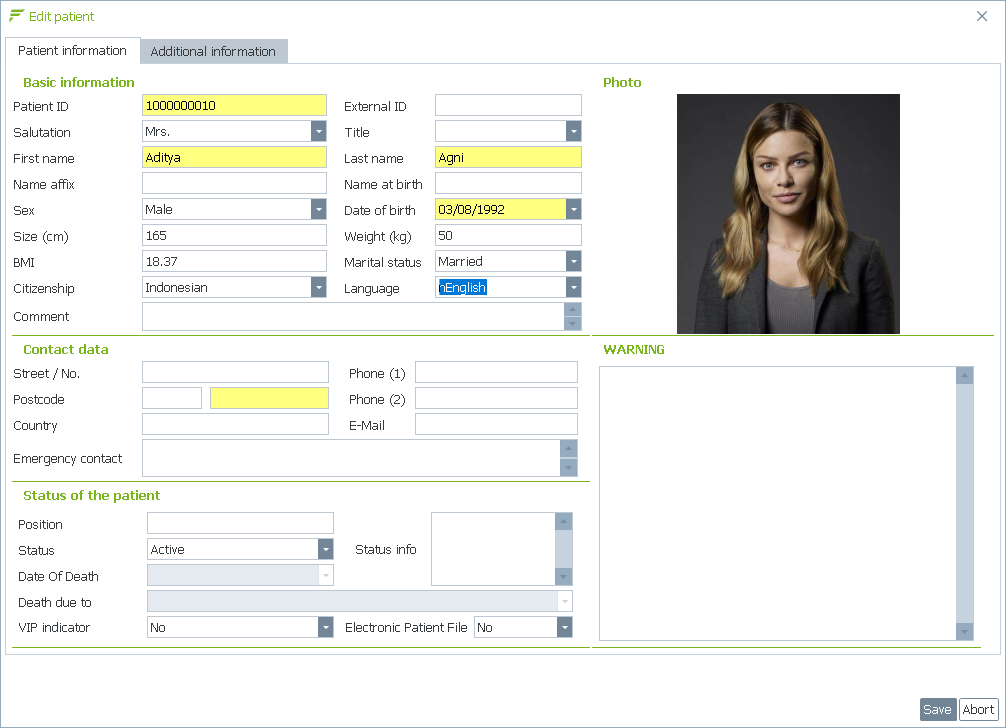 Edit patient
Patient information Additional information
Basic information Photo
Patient ID 1000000010 External ID
Salutation Mrs. Title
First name Aditya Last name Agni
Name affix Name at birth
Sex Male Date of birth 03/08/1992
Size (cm) 165 Weight (kg) 50
BMI 18.37 Marital status Married
Citizenship Indonesian Language nEnglish
Comment
Contact data WARNING
Street / No. Phone (1)
Postcode Phone (2)
Country E-Mail
Emergency contact
Status of the patient
Position
Status Active Status info
Date Of Death
Death due to
VIP indicator No Electronic Patient File No
Save Abort